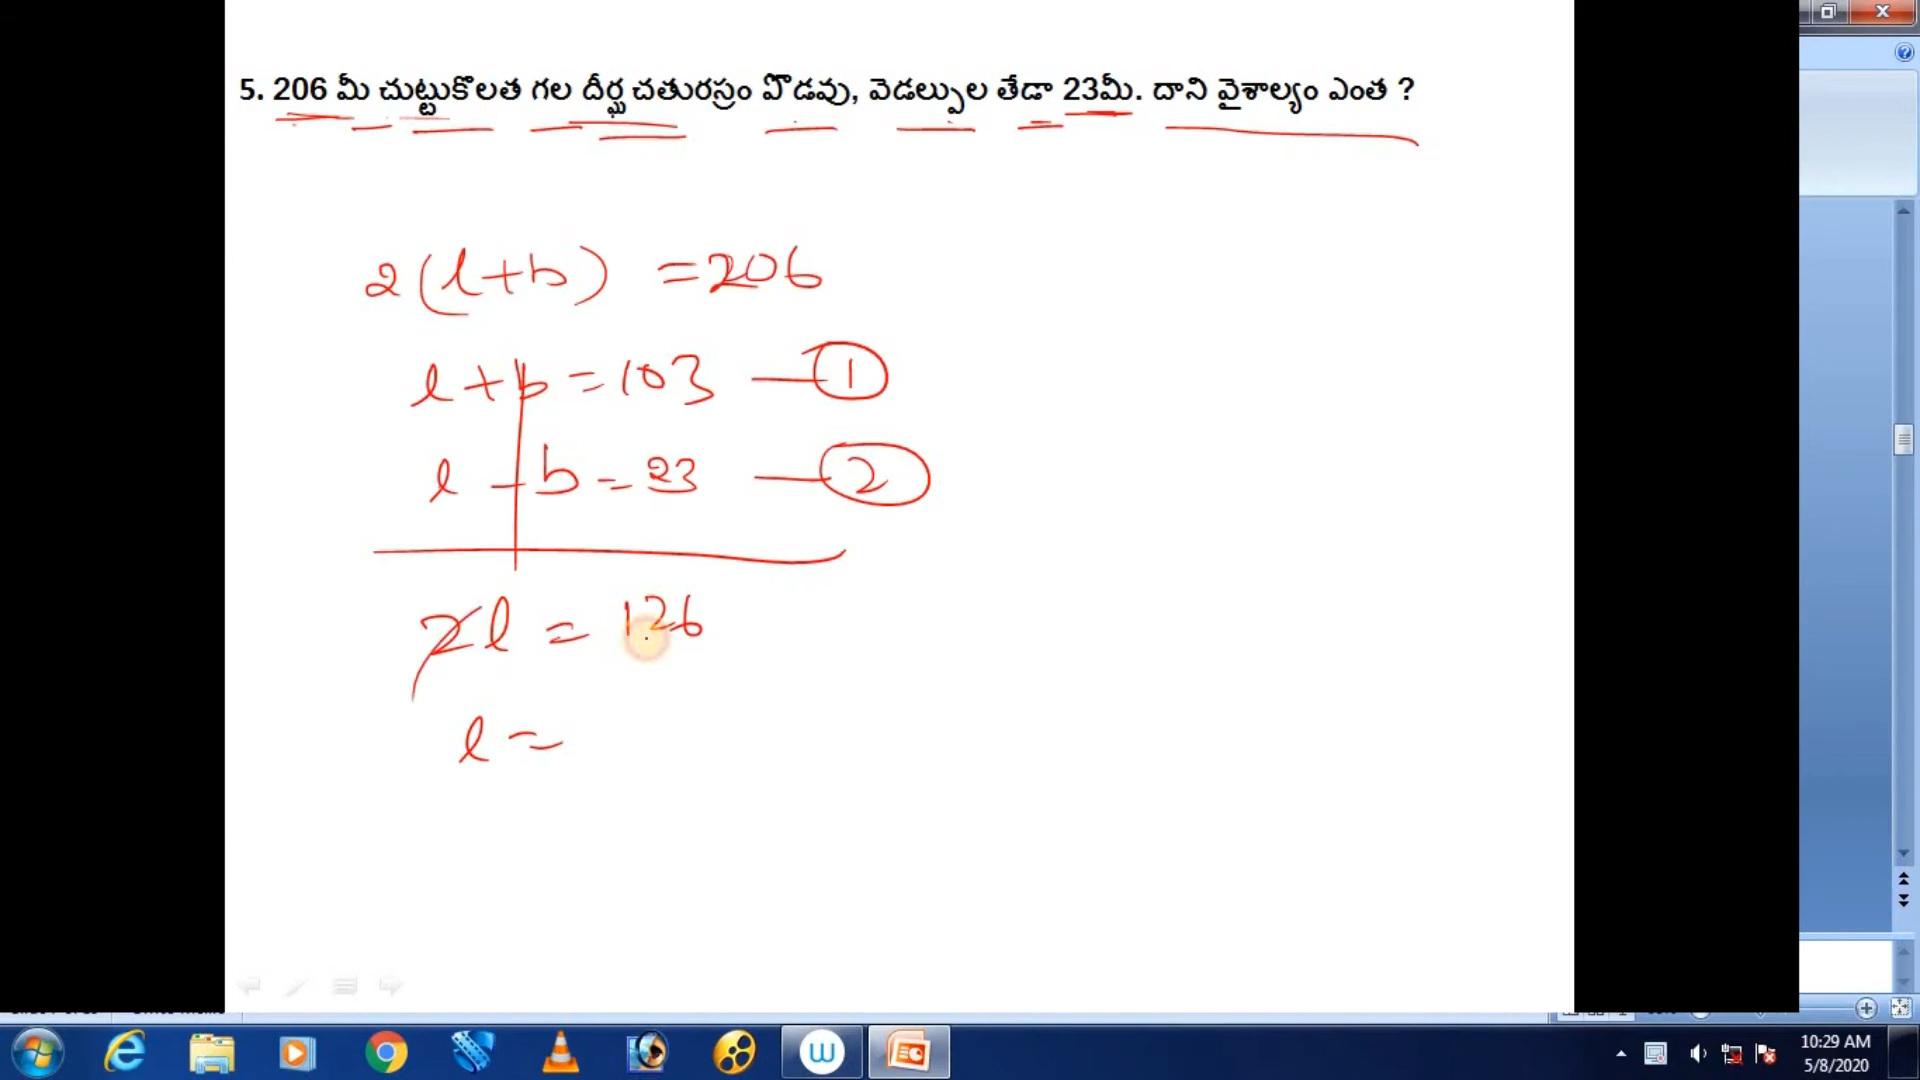 5. 206 మీ చుట్టుకొలత గల దీర్ఘ చతురస్రం పొడవు, వెడల్పుల తేడా 23మీ. దాని వైశాల్యం ఎంత ?
2(l+b) =206
l+b=103 —①
l-b=23 —②
2l = 126
l =
10:29 AM
5/8/2020